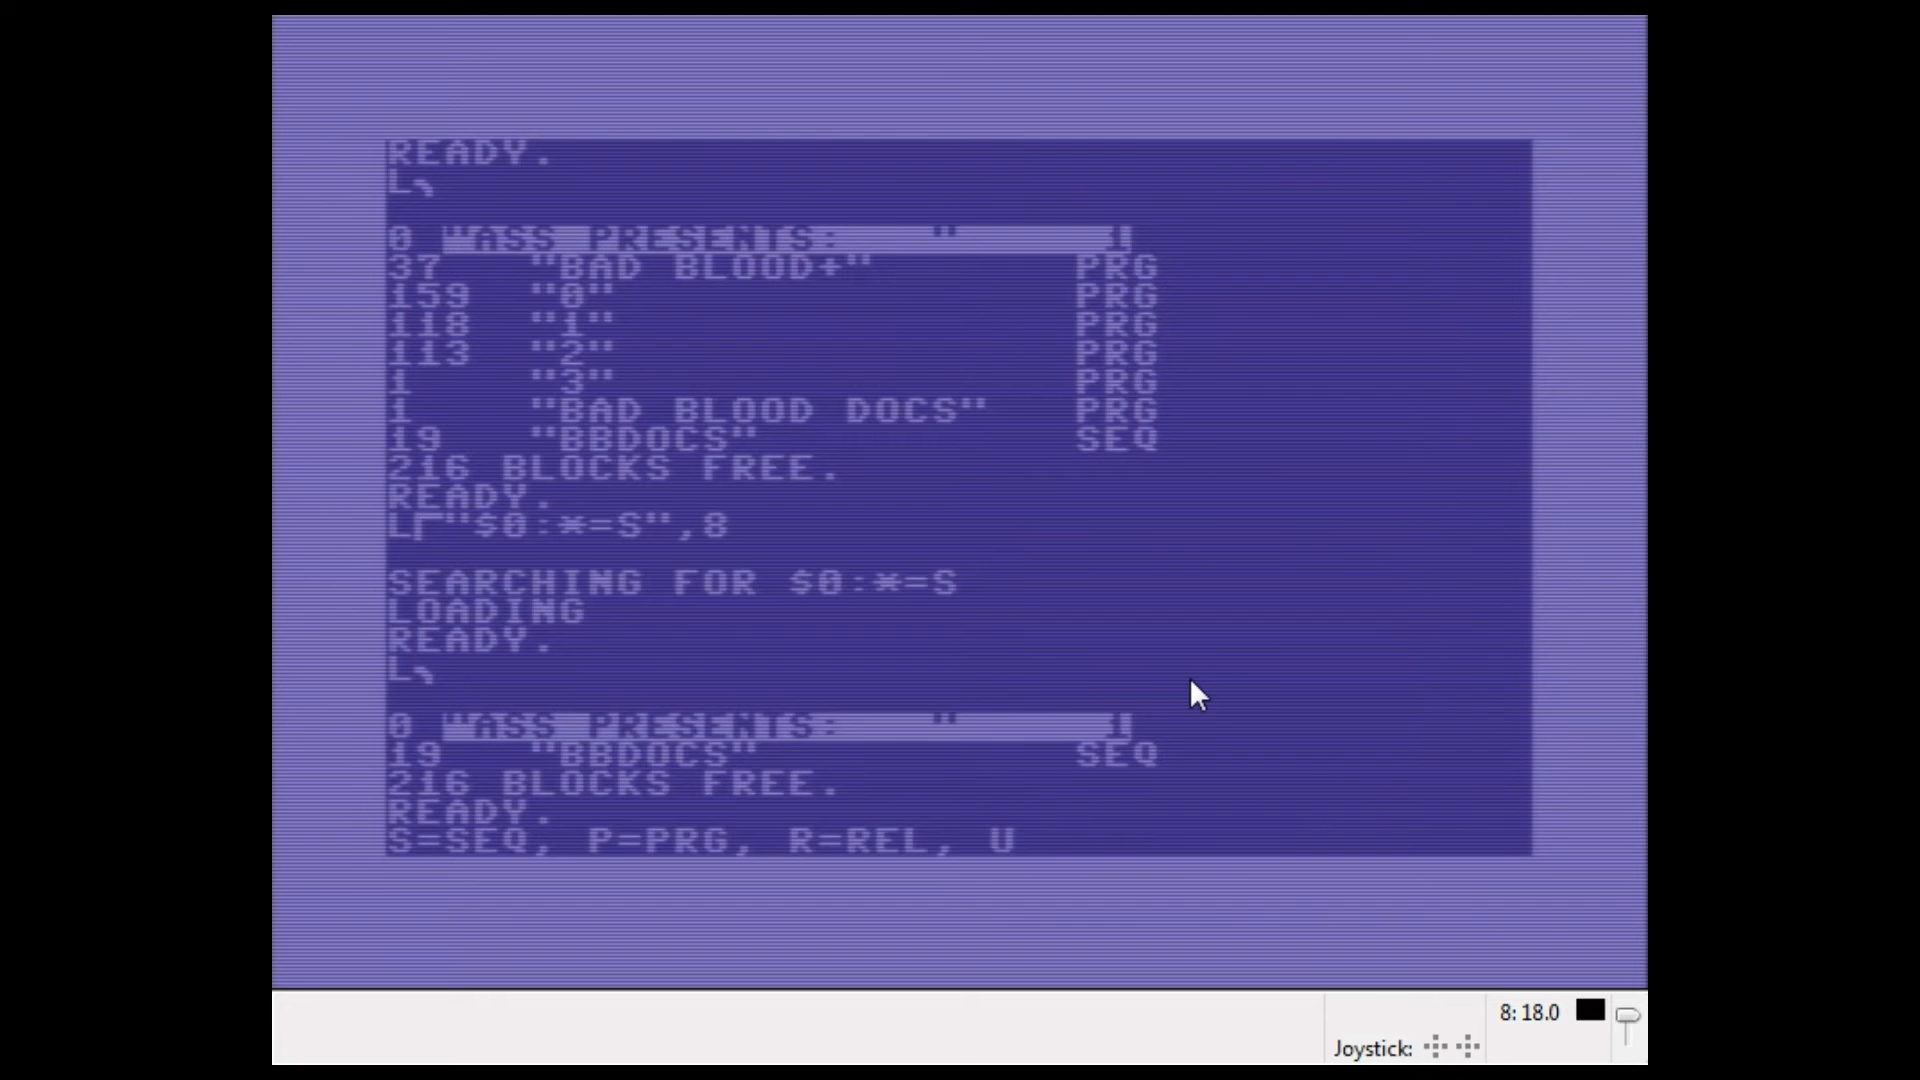 READY.
L╮
0 "ASS PRESENTS:    "
37 "BAD BLOOD+" PRG
159 "0" PRG
118 "1" PRG
113 "2" PRG
1 "3" PRG
1 "BAD BLOOD DOCS" PRG
19 "BBDOCS" SEQ
216 BLOCKS FREE.
READY.
L┌"$0:*=S",8
SEARCHING FOR $0:*=S
LOADING
READY.
L╮
0 "ASS PRESENTS:    "
19 "BBDOCS" SEQ
216 BLOCKS FREE.
READY.
S=SEQ, P=PRG, R=REL, U
8: 18.0
Joystick: